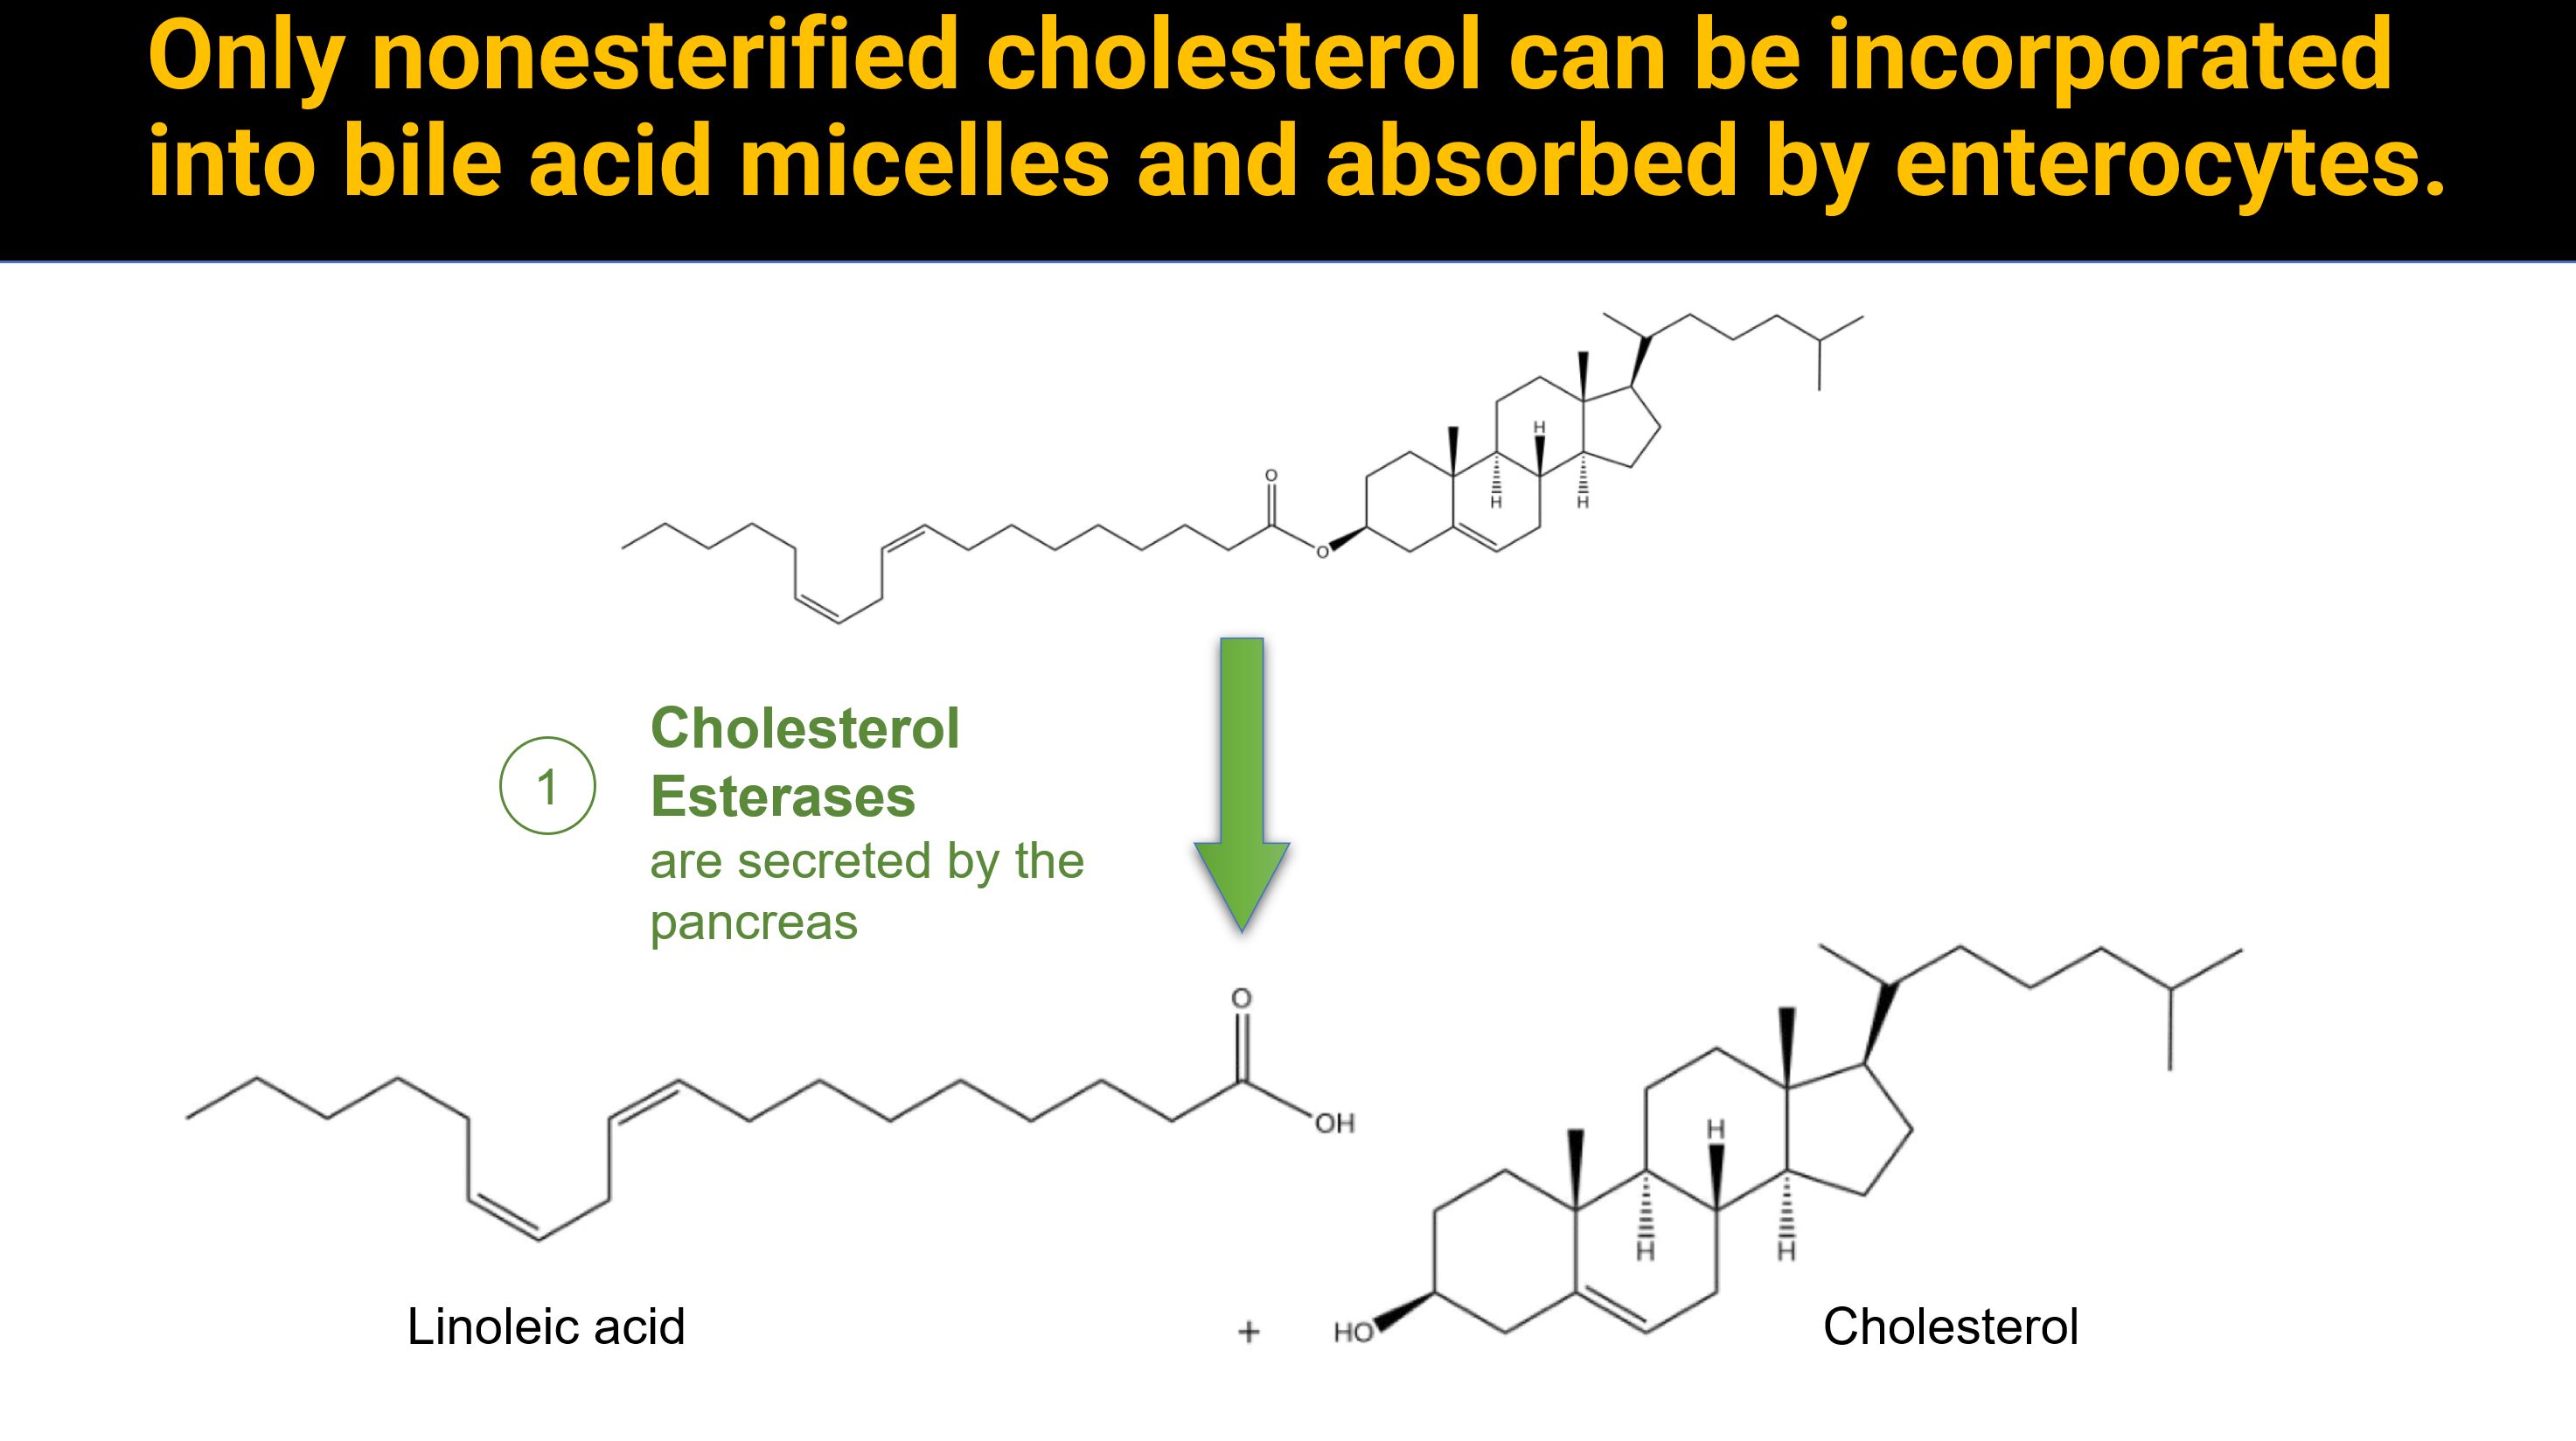 Only nonesterified cholesterol can be incorporated
into bile acid micelles and absorbed by enterocytes.
H
O
H
H
O
1
Cholesterol
Esterases
are secreted by the
pancreas
O
OH
H
H
H
Linoleic acid
+
HO
Cholesterol